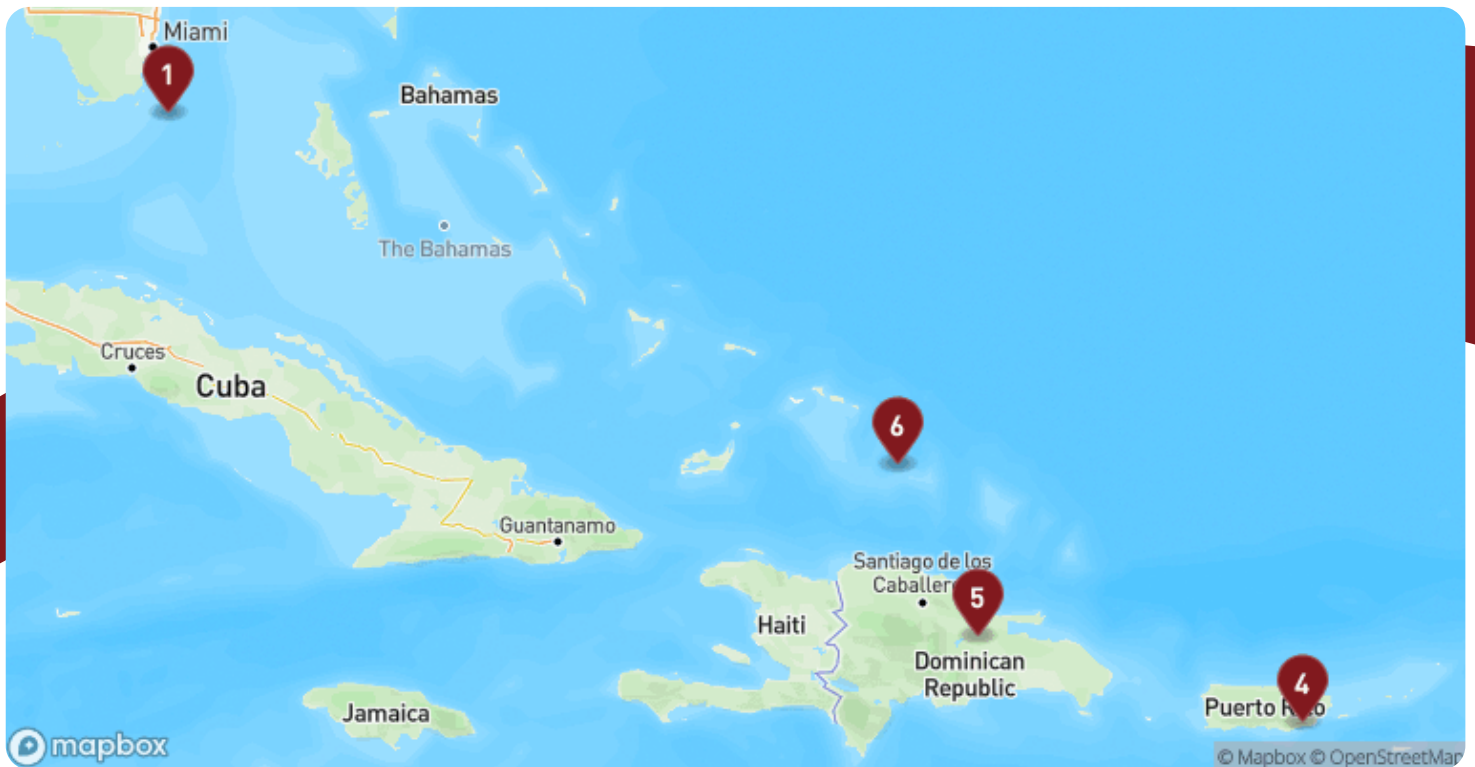 Miami
1
Bahamas
The Bahamas
Cruces
Cuba
6
Guantanamo
Santiago de los
Caballer
5
Haiti
Dominican
Republic
4
Puerto R o
Jamaica
mapbox
© Mapbox © OpenStreetMap